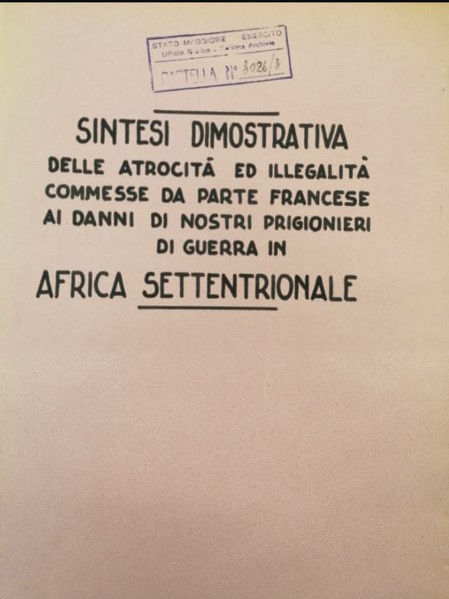 STATO MAGGIORE ESERCITO
CARTELLA N° 3026/3
SINTESI DIMOSTRATIVA
DELLE ATROCITÁ ED ILLEGALITÀ
COMMESSE DA PARTE FRANCESE
AI DANNI DI NOSTRI PRIGIONIERI
DI GUERRA IN
AFRICA SETTENTRIONALE